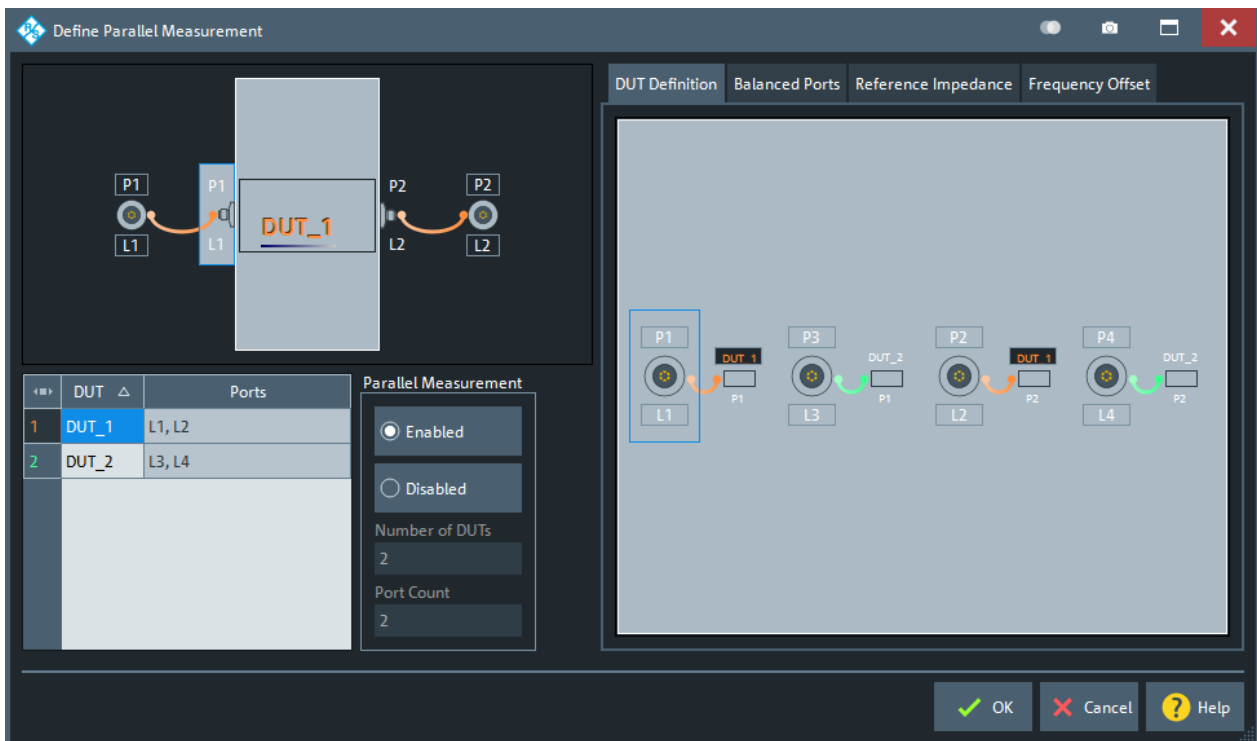 Define Parallel Measurement
P1
L1
P1
L1
DUT_1
P2
L2
P2
L2
DUT
Ports
1
DUT_1
L1, L2
2
DUT_2
L3, L4
Parallel Measurement
Enabled
Disabled
Number of DUTs
2
Port Count
2
DUT Definition
Balanced Ports
Reference Impedance
Frequency Offset
P1
L1
DUT_1
P1
P3
L3
DUT_2
P1
P2
L2
DUT_1
P2
P4
L4
DUT_2
P2
OK
Cancel
? Help